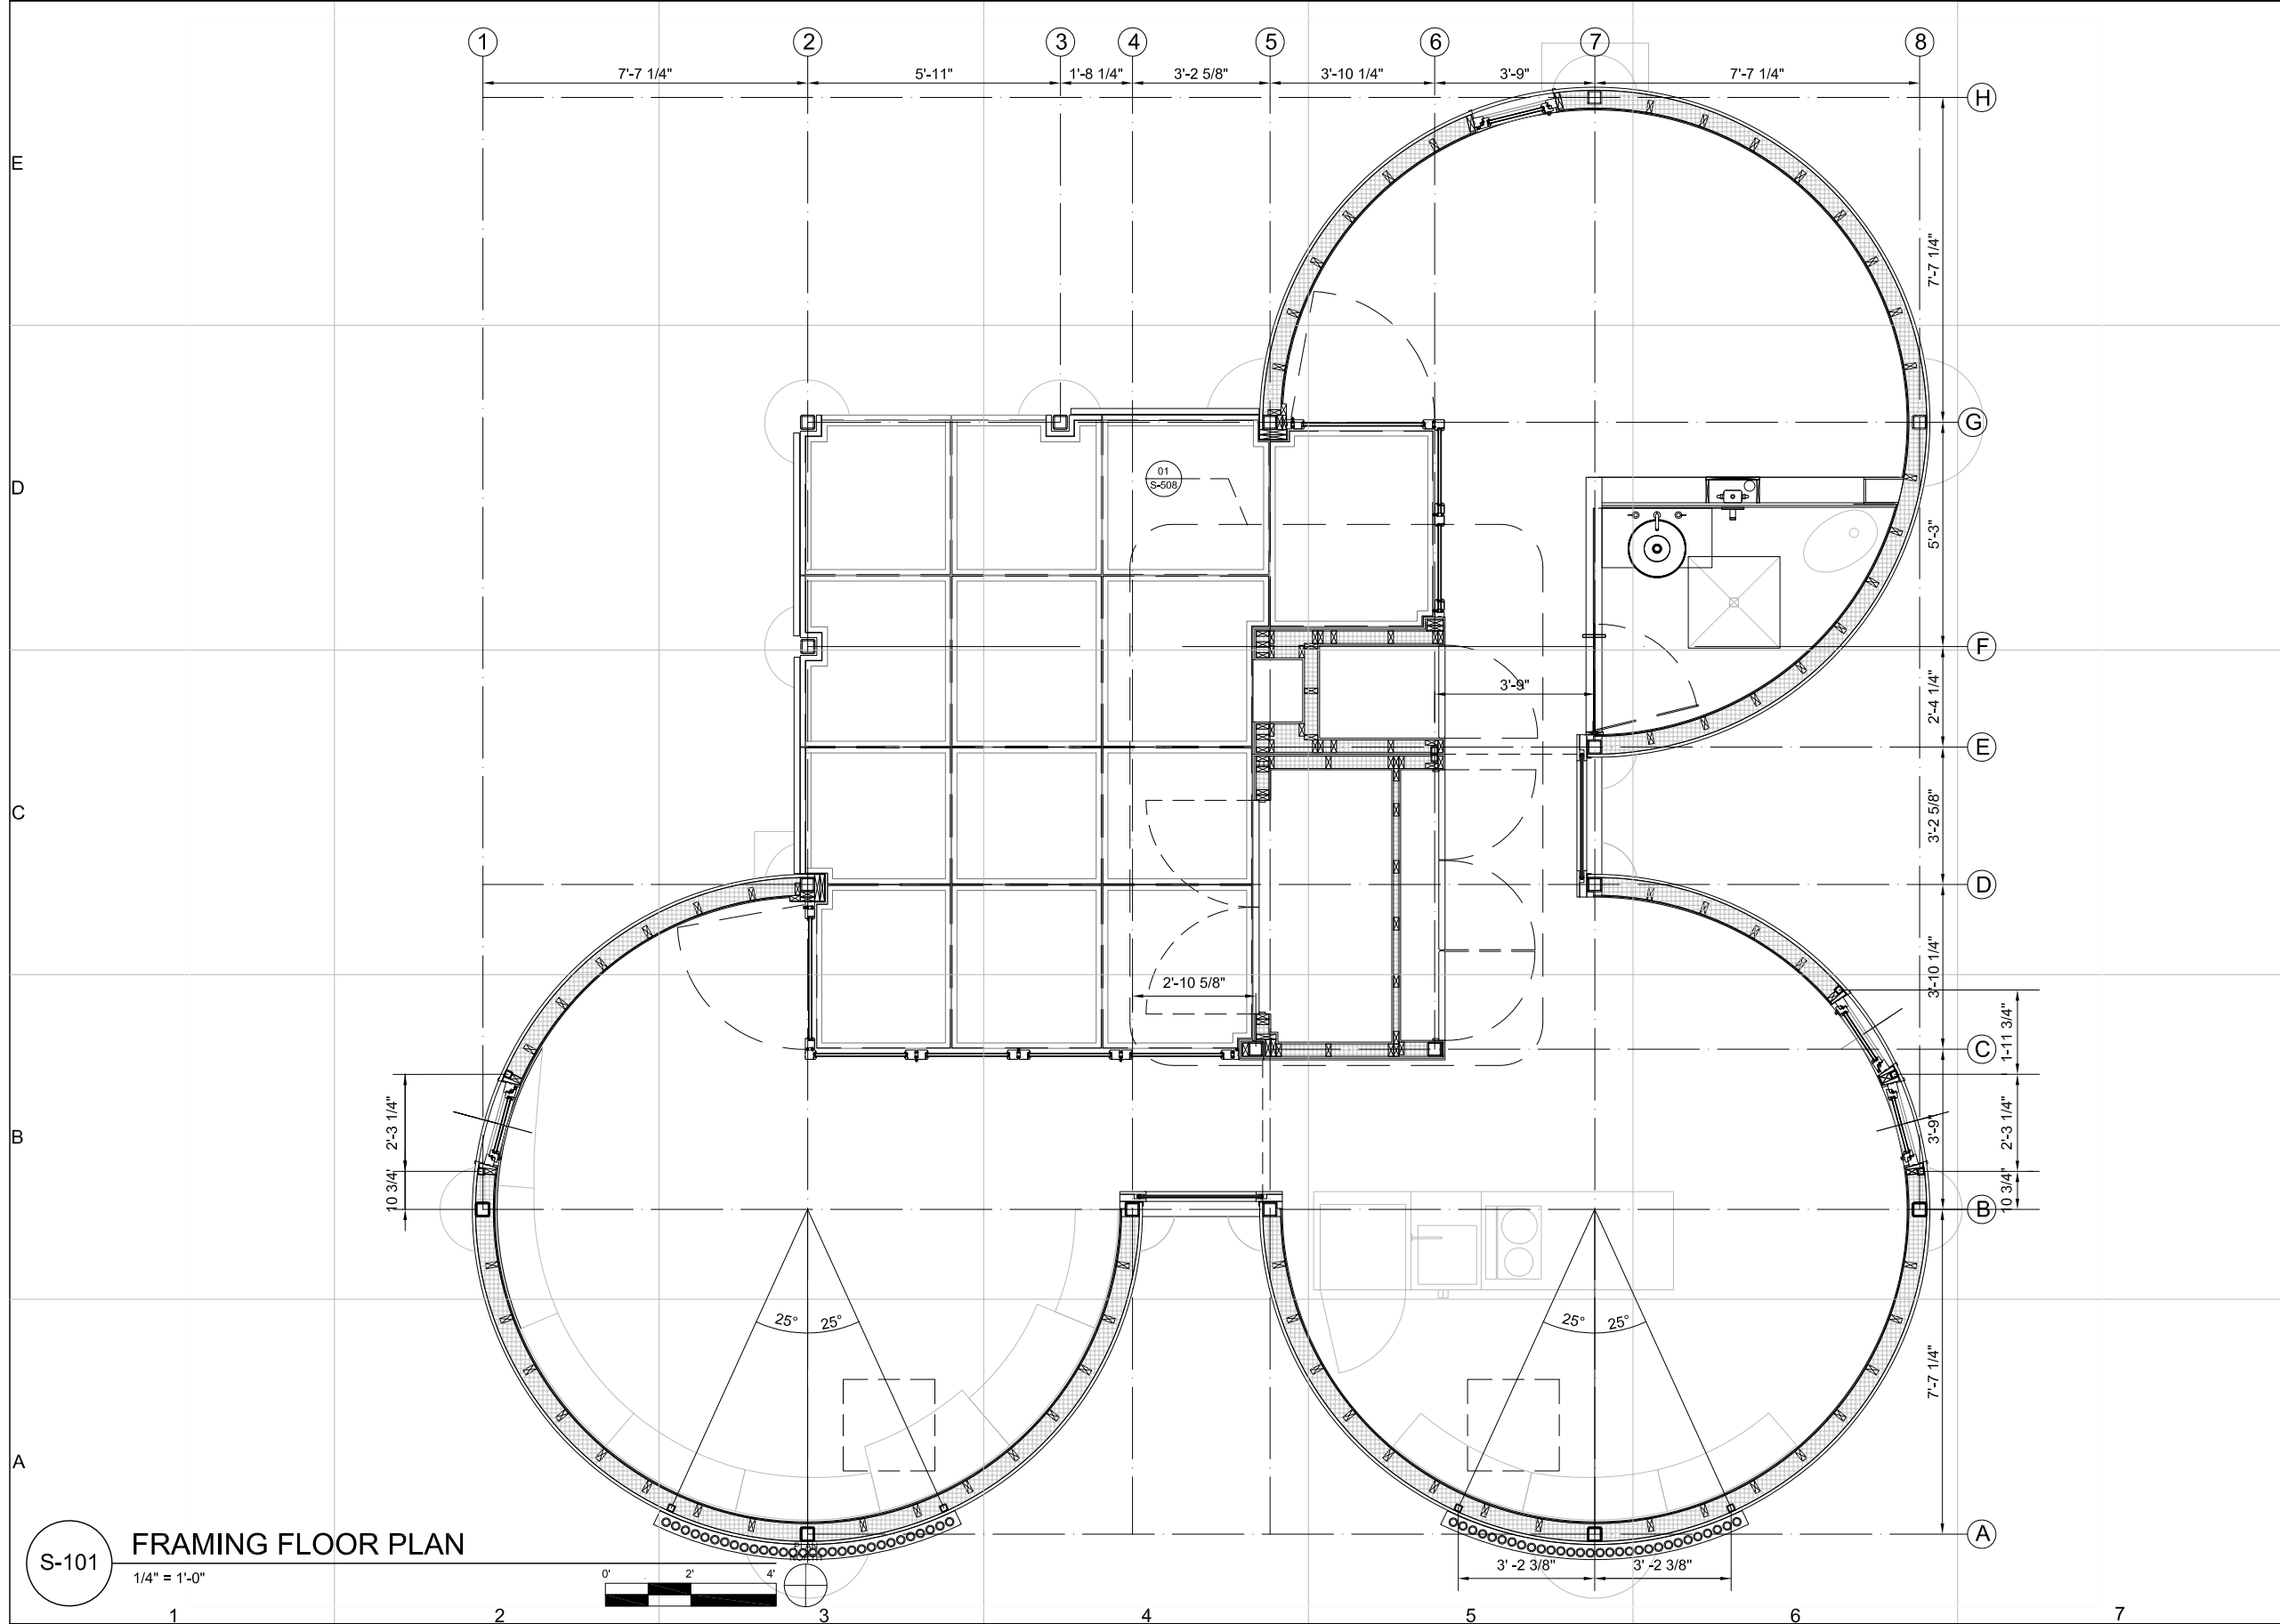 1 2 3 4 5 6 7 8
7'-7 1/4" 5'-11" 1'-8 1/4" 3'-2 5/8" 3'-10 1/4" 3'-9" 7'-7 1/4"
H
E
7'-7 1/4"
G
01
S-508
D
5'-3"
F
3'-9"
2'-4 1/4"
E
C
3'-2 5/8"
D
3'-10 1/4"
2'-10 5/8"
1-11 3/4"
C
2'-3 1/4"
B
3'-9"
2'-3 1/4"
10 3/4'
10 3/4"
B
25° 25°
25° 25°
7'-7 1/4"
A
A
FRAMING FLOOR PLAN
S-101
1/4" = 1'-0"
0' 2' 4'
3' -2 3/8" 3' -2 3/8"
1 2 3 4 5 6 7